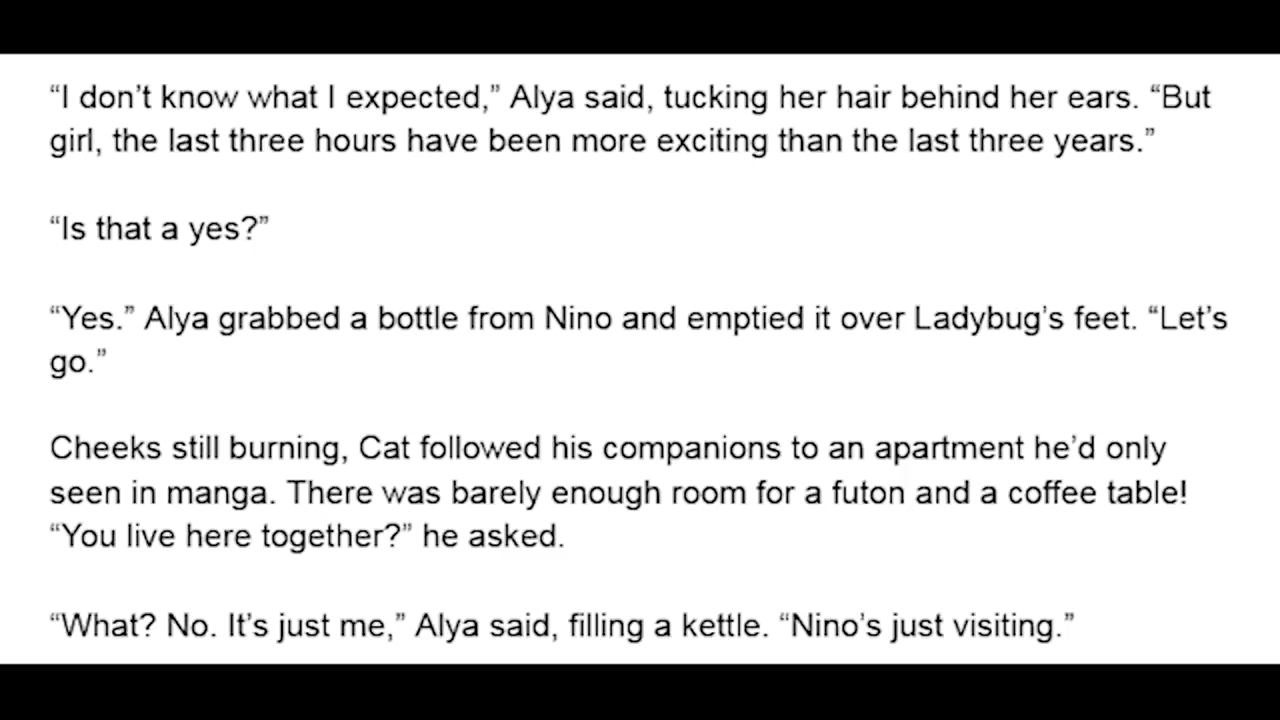 “I don’t know what I expected,” Alya said, tucking her hair behind her ears. “But
girl, the last three hours have been more exciting than the last three years.”
“Is that a yes?”
“Yes.” Alya grabbed a bottle from Nino and emptied it over Ladybug’s feet. “Let’s
go.”
Cheeks still burning, Cat followed his companions to an apartment he’d only
seen in manga. There was barely enough room for a futon and a coffee table!
“You live here together?” he asked.
“What? No. It’s just me,” Alya said, filling a kettle. “Nino’s just visiting.”